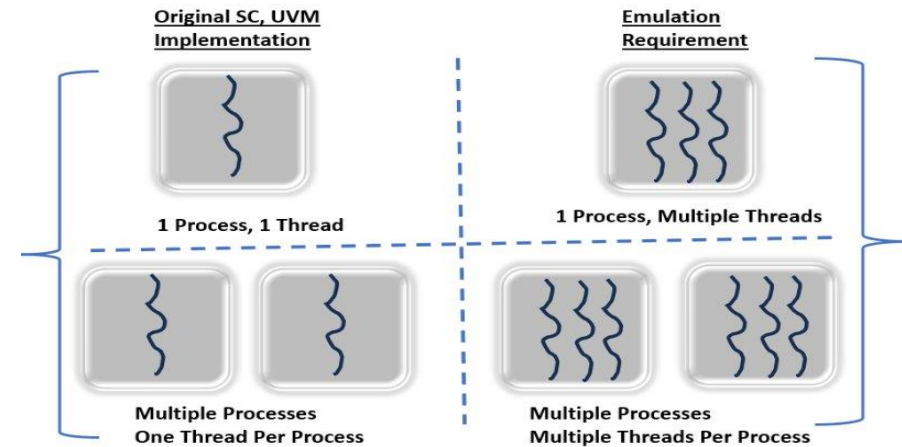 Original SC, UVM
Implementation
Emulation
Requirement
1 Process, 1 Thread
1 Process, Multiple Threads
Multiple Processes
One Thread Per Process
Multiple Processes
Multiple Threads Per Process